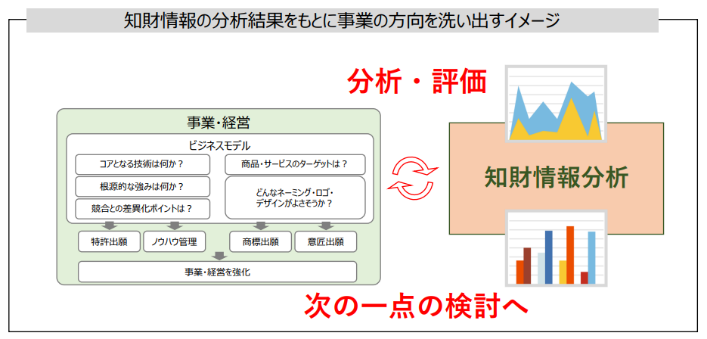 知財情報の分析結果をもとに事業の方向を洗い出すイメージ
分析・評価
事業・経営
ビジネスモデル
コアとなる技術は何か？
商品・サービスのターゲットは？
根源的な強みは何か？
どんなネーミング・ロゴ・
デザインがよさそうか？
競合との差異化ポイントは？
特許出願
ノウハウ管理
商標出願
意匠出願
事業・経営を強化
知財情報分析
次の一点の検討へ